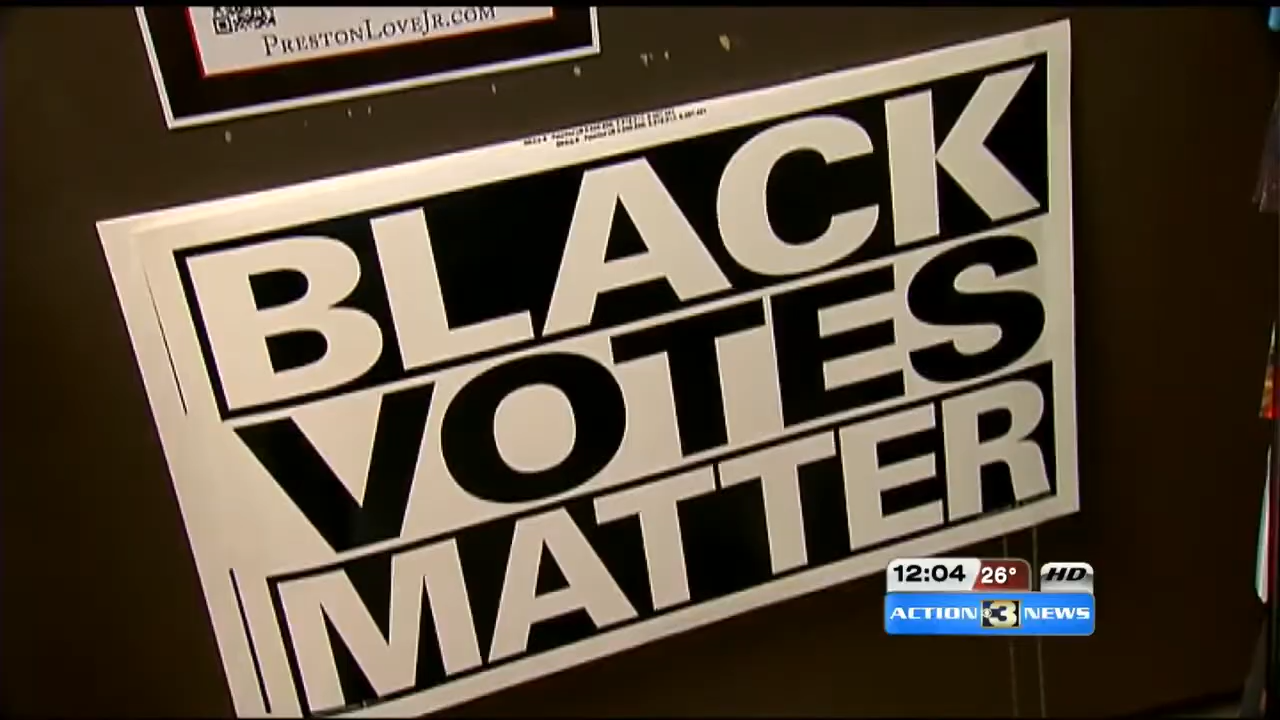 PRESTONLOVEJR.COM
BLACK
VOTES
MATTER
12:04 26° HD
ACTION 3 NEWS